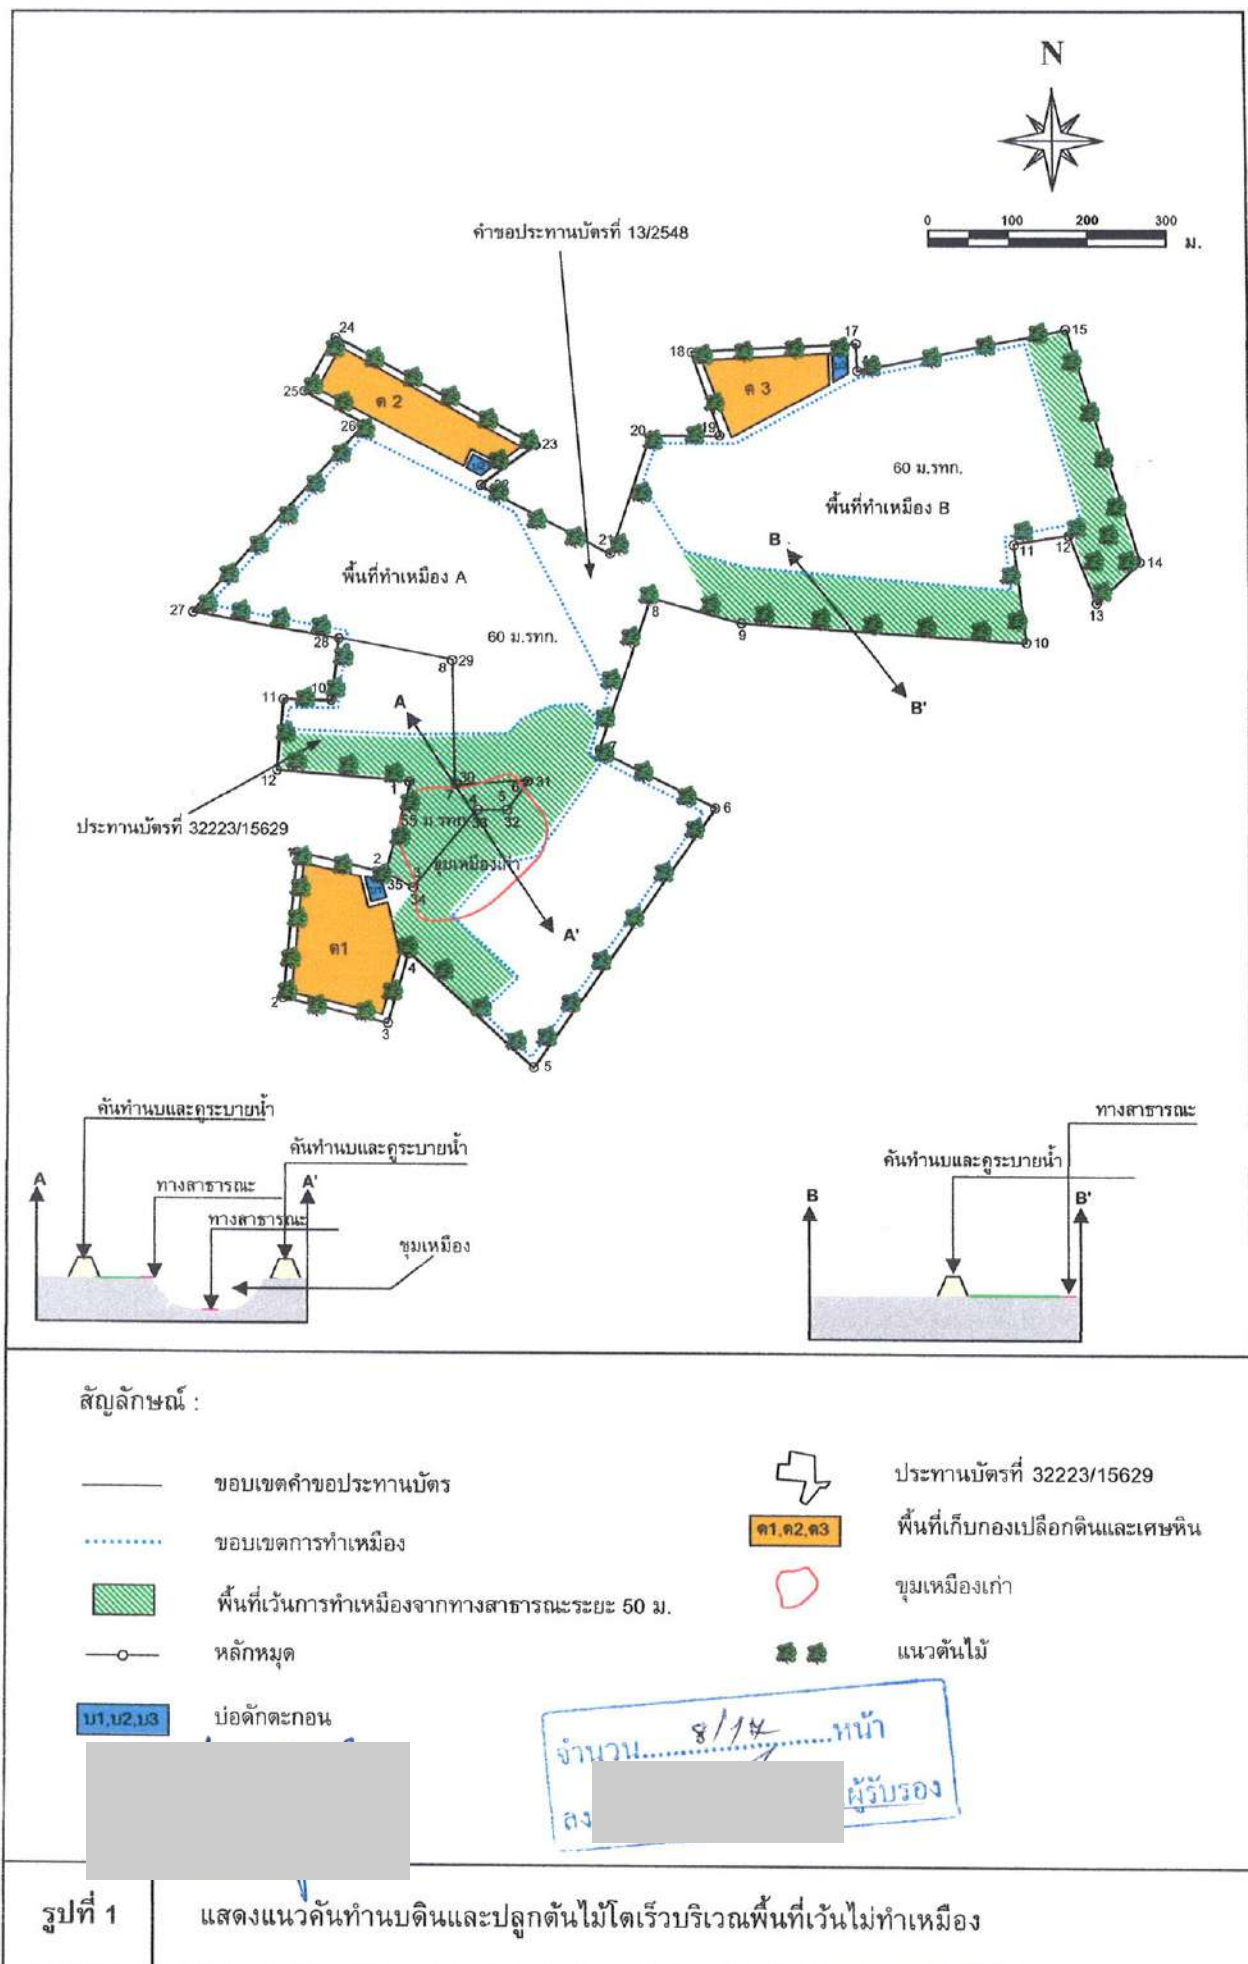 N
0 100 200 300
ม.
คำขอประทานบัตรที่ 13/2548
24
25
26
ต 2
23
22
21
20
19
18
17
ต 3
15
60 ม.รทก.
พื้นที่ทำเหมือง B
B
11
12
14
13
10
9
8
B'
พื้นที่ทำเหมือง A
60 ม.รทก.
27
28
29
8
10
11
12
A
7
6
1
30
31
6
4
5
33
32
55 ม.รทก.
ขุมเหมืองเก่า
ประทานบัตรที่ 32223/15629
2
35
3
34
A'
1
ต1
4
2
3
5
คันทำนบและคูระบายน้ำ
คันทำนบและคูระบายน้ำ
A
ทางสาธารณะ
A'
ทางสาธารณะ
ขุมเหมือง
ทางสาธารณะ
คันทำนบและคูระบายน้ำ
B
B'
สัญลักษณ์ :
ขอบเขตคำขอประทานบัตร
ประทานบัตรที่ 32223/15629
ขอบเขตการทำเหมือง
ต1,ต2,ต3
พื้นที่เก็บกองเปลือกดินและเศษหิน
พื้นที่เว้นการทำเหมืองจากทางสาธารณะระยะ 50 ม.
ขุมเหมืองเก่า
หลักหมุด
แนวต้นไม้
บ1,บ2,บ3
บ่อดักตะกอน
จำนวน........8/17........หน้า
ลง
ผู้รับรอง
รูปที่ 1
แสดงแนวคันทำนบดินและปลูกต้นไม้โตเร็วบริเวณพื้นที่เว้นไม่ทำเหมือง